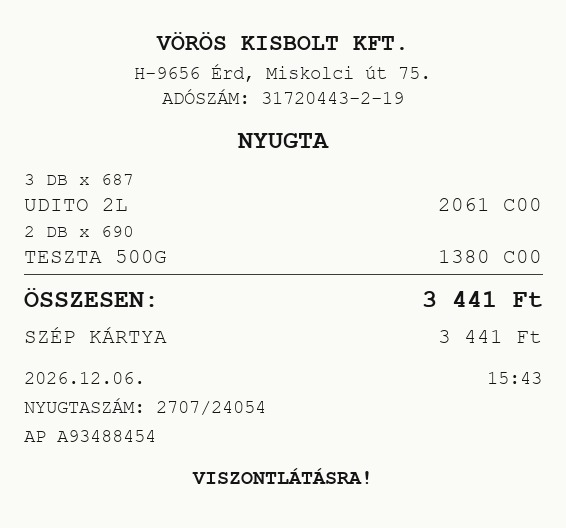 VÖRÖS KISBOLT KFT.
H-9656 Érd, Miskolci út 75.
ADÓSZÁM: 31720443-2-19
NYUGTA
3 DB x 687
UDITO 2L 2061 C00
2 DB x 690
TESZTA 500G 1380 C00
ÖSSZESEN: 3 441 Ft
SZÉP KÁRTYA 3 441 Ft
2026.12.06. 15:43
NYUGTASZÁM: 2707/24054
AP A93488454
VISZONTLÁTÁSRA!